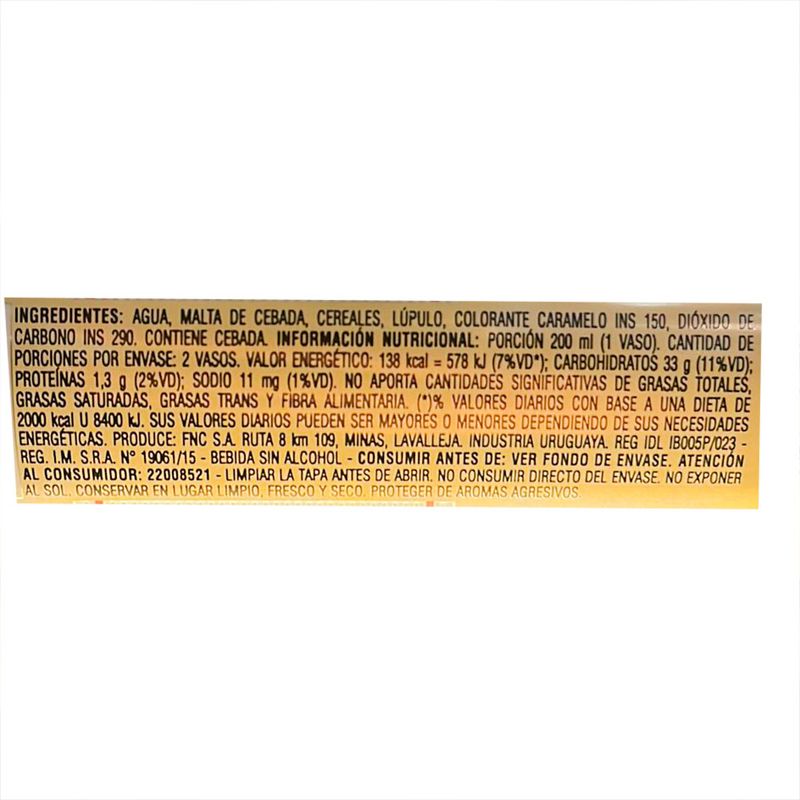 INGREDIENTES: AGUA, MALTA DE CEBADA, CEREALES, LÚPULO, COLORANTE CARAMELO INS 150, DIÓXIDO DE
CARBONO INS 290. CONTIENE CEBADA. INFORMACIÓN NUTRICIONAL: PORCIÓN 200 ml (1 VASO). CANTIDAD DE
PORCIONES POR ENVASE: 2 VASOS. VALOR ENERGÉTICO: 138 kcal = 578 kJ (7%VD*); CARBOHIDRATOS 33 g (11%VD);
PROTEÍNAS 1,3 g (2%VD); SODIO 11 mg (1%VD). NO APORTA CANTIDADES SIGNIFICATIVAS DE GRASAS TOTALES,
GRASAS SATURADAS, GRASAS TRANS Y FIBRA ALIMENTARIA. (*)% VALORES DIARIOS CON BASE A UNA DIETA DE
2000 kcal U 8400 kJ. SUS VALORES DIARIOS PUEDEN SER MAYORES O MENORES DEPENDIENDO DE SUS NECESIDADES
ENERGÉTICAS. PRODUCE: FNC S.A. RUTA 8 km 109, MINAS, LAVALLEJA. INDUSTRIA URUGUAYA. REG IDL IB005P/023 -
REG. I.M. S.R.A. Nº 19061/15 - BEBIDA SIN ALCOHOL - CONSUMIR ANTES DE: VER FONDO DE ENVASE. ATENCIÓN
AL CONSUMIDOR: 22008521 - LIMPIAR LA TAPA ANTES DE ABRIR. NO CONSUMIR DIRECTO DEL ENVASE. NO EXPONER
AL SOL. CONSERVAR EN LUGAR LIMPIO, FRESCO Y SECO. PROTEGER DE AROMAS AGRESIVOS.